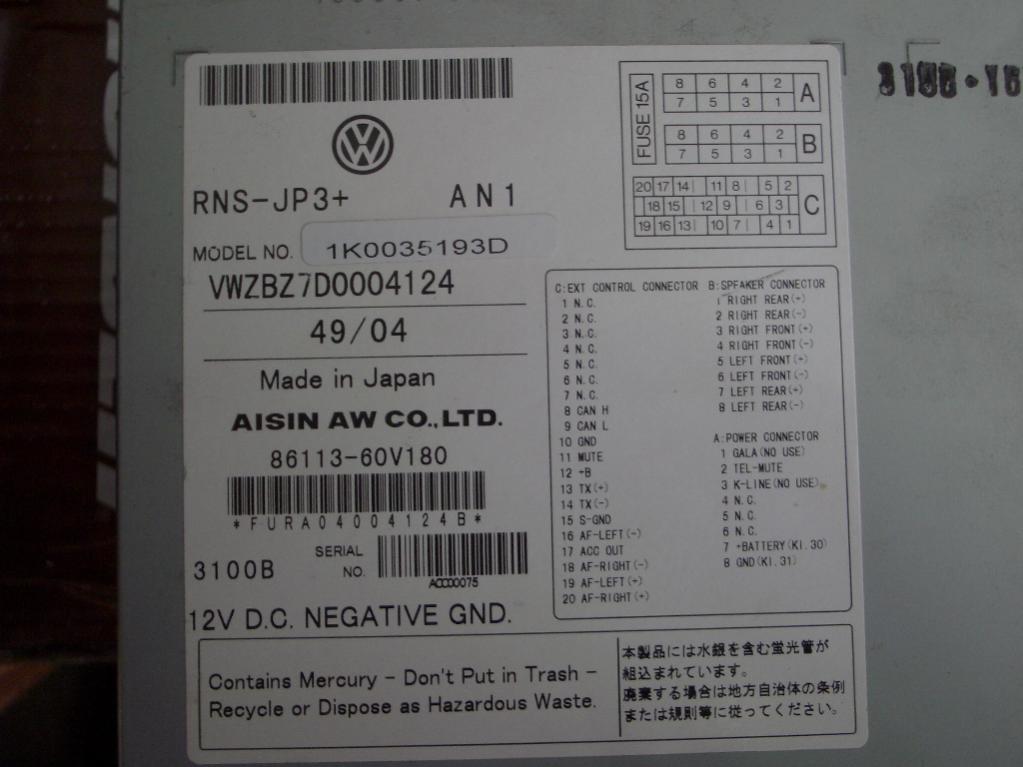 RNS-JP3+ AN1
MODEL NO. 1K0035193D
VWZBZ7D0004124
49/04
Made in Japan
AISIN AW CO.,LTD.
86113-60V180
*FURA04004124B*
3100B SERIAL NO. A0000075
12V D.C. NEGATIVE GND.
FUSE 15A
8 6 4 2 A
7 5 3 1
8 6 4 2 B
7 5 3 1
20 17 14 11 8 5 2 C
18 15 12 9 6 3
19 16 13 10 7 4 1
C:EXT CONTROL CONNECTOR
1 N.C.
2 N.C.
3 N.C.
4 N.C.
5 N.C.
6 N.C.
7 N.C.
8 CAN H
9 CAN L
10 GND
11 MUTE
12 +B
13 TX(+)
14 TX(-)
15 S-GND
16 AF-LEFT(-)
17 ACC OUT
18 AF-RIGHT(-)
19 AF-LEFT(+)
20 AF-RIGHT(+)
B:SPEAKER CONNECTOR
1 RIGHT REAR(+)
2 RIGHT REAR(-)
3 RIGHT FRONT(+)
4 RIGHT FRONT(-)
5 LEFT FRONT(+)
6 LEFT FRONT(-)
7 LEFT REAR(+)
8 LEFT REAR(-)
A:POWER CONNECTOR
1 GALA(NO USE)
2 TEL-MUTE
3 K-LINE(NO USE)
4 N.C.
5 N.C.
6 N.C.
7 +BATTERY(KI.30)
8 GND(KI.31)
Contains Mercury - Don't Put in Trash -
Recycle or Dispose as Hazardous Waste.
本製品には水銀を含む蛍光管が
組込まれています。
廃棄する場合は地方自治体の条例
または規則等に従ってください。